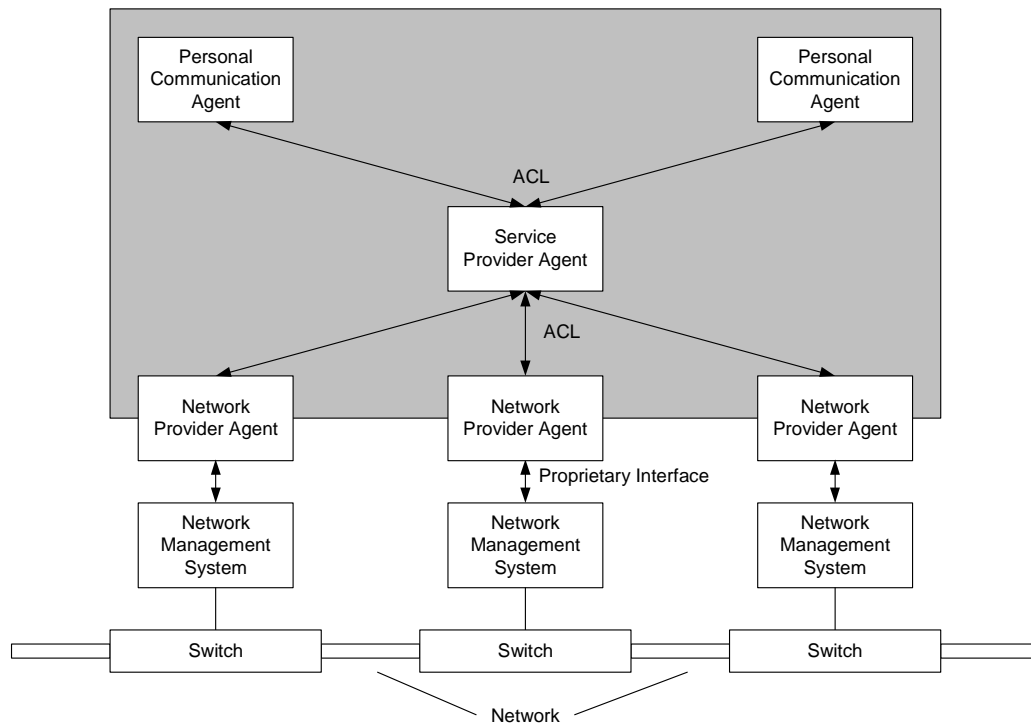 Personal
Communication
Agent
Personal
Communication
Agent
ACL
Service
Provider Agent
ACL
Network
Provider Agent
Network
Provider Agent
Network
Provider Agent
Proprietary Interface
Network
Management
System
Network
Management
System
Network
Management
System
Switch
Switch
Switch
Network